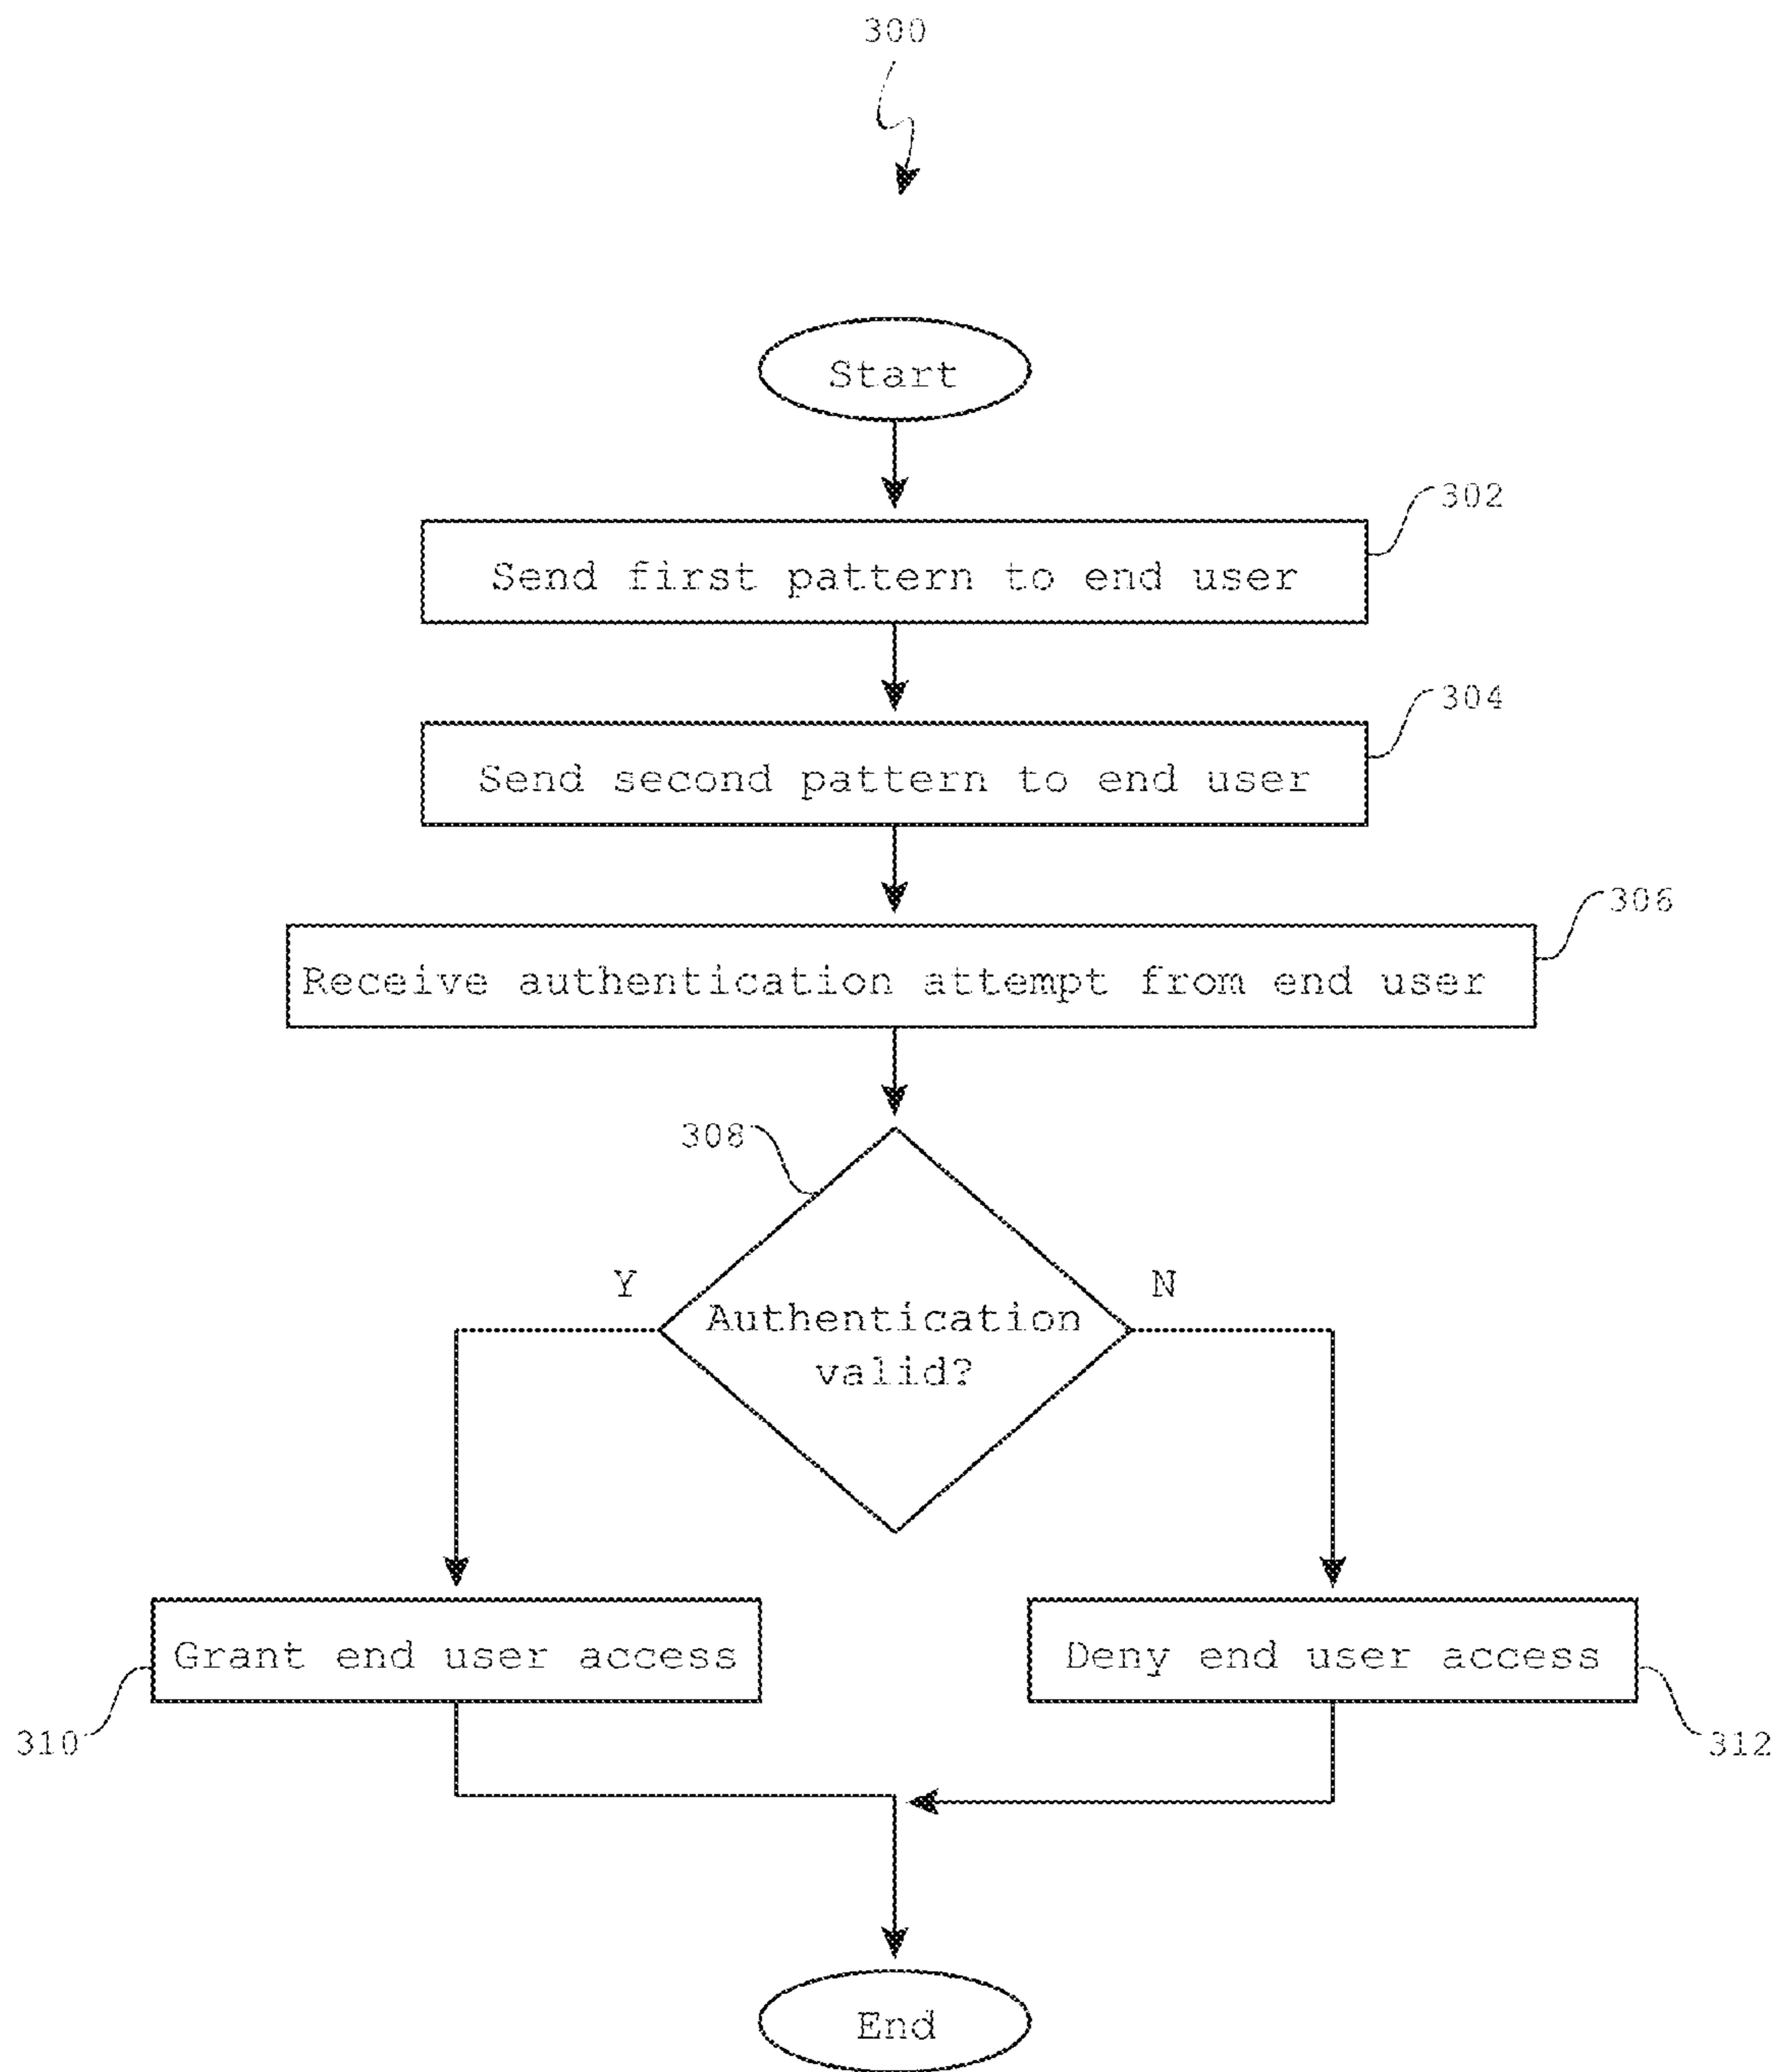 300
Start
302
Send first pattern to end user
304
Send second pattern to end user
306
Receive authentication attempt from end user
308
Y
N
Authentication
valid?
Grant end user access
Deny end user access
310
312
End